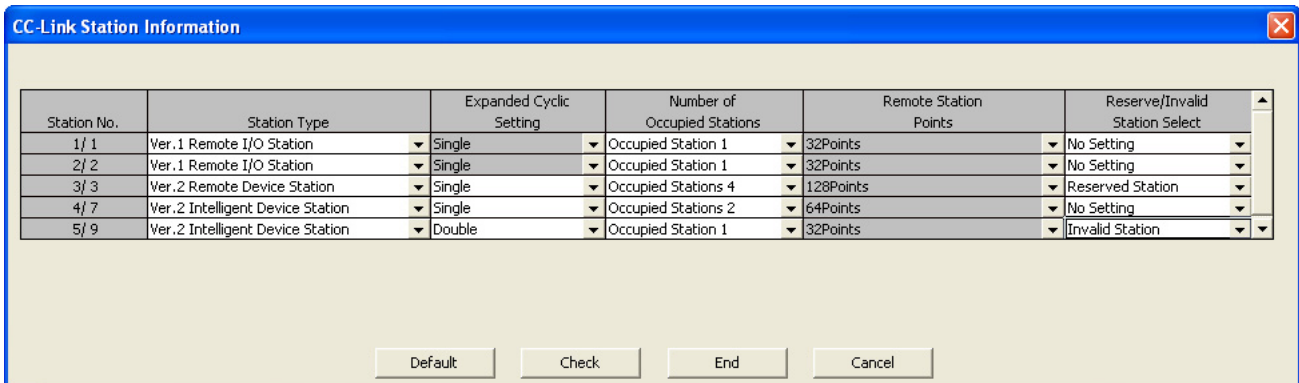 CC-Link Station Information
Station No. Station Type Expanded Cyclic Setting Number of Occupied Stations Remote Station Points Reserve/Invalid Station Select
1/ 1 Ver.1 Remote I/O Station Single Occupied Station 1 32Points No Setting
2/ 2 Ver.1 Remote I/O Station Single Occupied Station 1 32Points No Setting
3/ 3 Ver.2 Remote Device Station Single Occupied Stations 4 128Points Reserved Station
4/ 7 Ver.2 Intelligent Device Station Single Occupied Stations 2 64Points No Setting
5/ 9 Ver.2 Intelligent Device Station Double Occupied Station 1 32Points Invalid Station
Default Check End Cancel